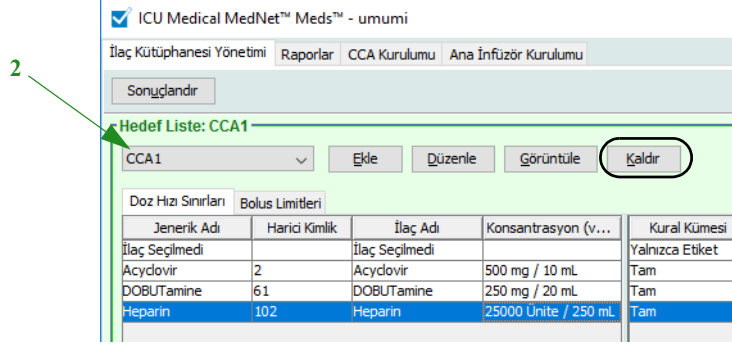 ICU Medical MedNet™ Meds™ - umumi
İlaç Kütüphanesi Yönetimi Raporlar CCA Kurulumu Ana İnfüzör Kurulumu
2
Sonuçlandır
Hedef Liste: CCA1
CCA1 Ekle Düzenle Görüntüle Kaldır
Doz Hızı Sınırları Bolus Limitleri
Jenerik Adı Harici Kimlik İlaç Adı Konsantrasyon (v... Kural Kümesi
İlaç Seçilmedi İlaç Seçilmedi Yalnızca Etiket
Acyclovir 2 Acyclovir 500 mg / 10 mL Tam
DOBUTamine 61 DOBUTamine 250 mg / 20 mL Tam
Heparin 102 Heparin 25000 Ünite / 250 mL Tam